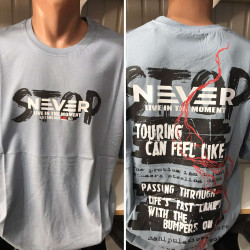 STOP
NEVER
LIVE IN THE MOMENT
STOP
NEVER
LIVE IN THE MOMENT
TOURING
CAN FEEL LIKE
PASSING THROUGH
LIFE'S FAST LANE
WITH THE
BUMPERS ON